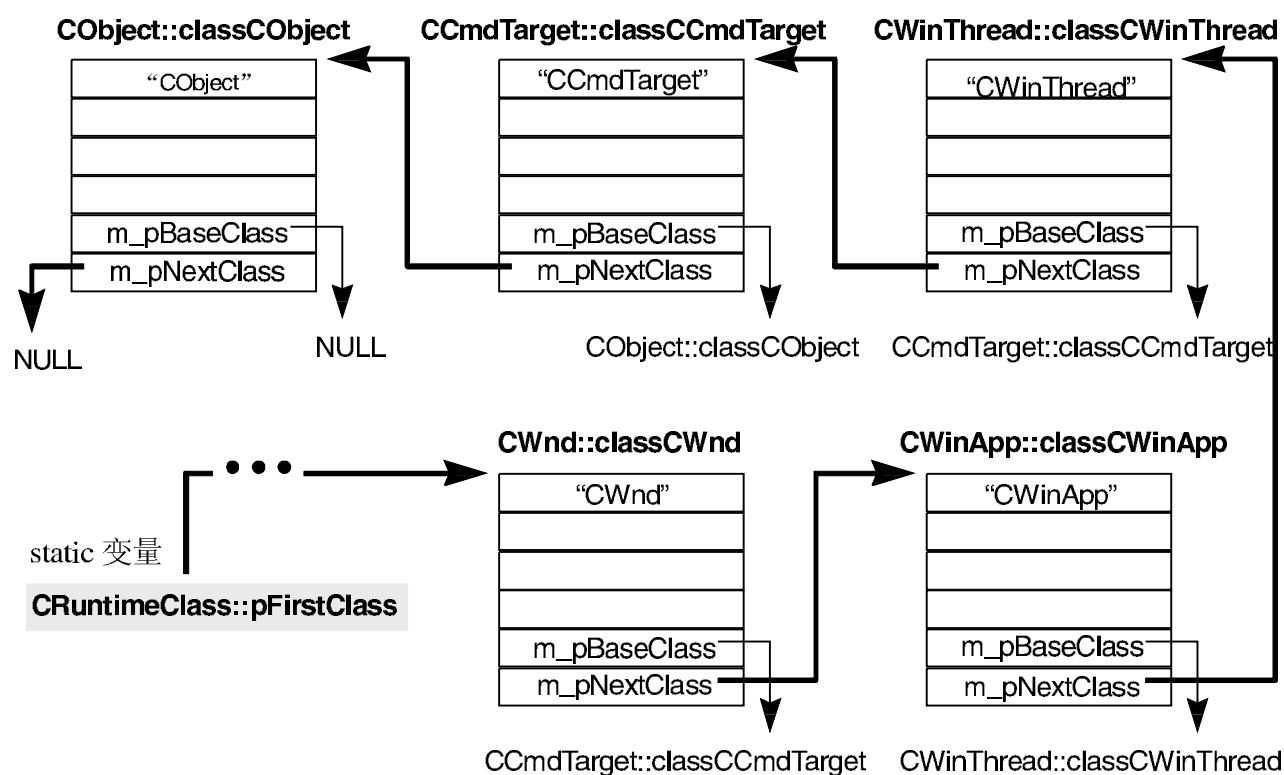 CObject::classCObject
CCmdTarget::classCCmdTarget
CWinThread::classCWinThread
“CObject”
“CCmdTarget”
“CWinThread”
m_pBaseClass
m_pBaseClass
m_pBaseClass
m_pNextClass
m_pNextClass
m_pNextClass
NULL
NULL
CObject::classCObject
CCmdTarget::classCCmdTarget
CWnd::classCWnd
CWinApp::classCWinApp
“CWnd”
“CWinApp”
static 变量
CRuntimeClass::pFirstClass
m_pBaseClass
m_pBaseClass
m_pNextClass
m_pNextClass
CCmdTarget::classCCmdTarget
CWinThread::classCWinThread